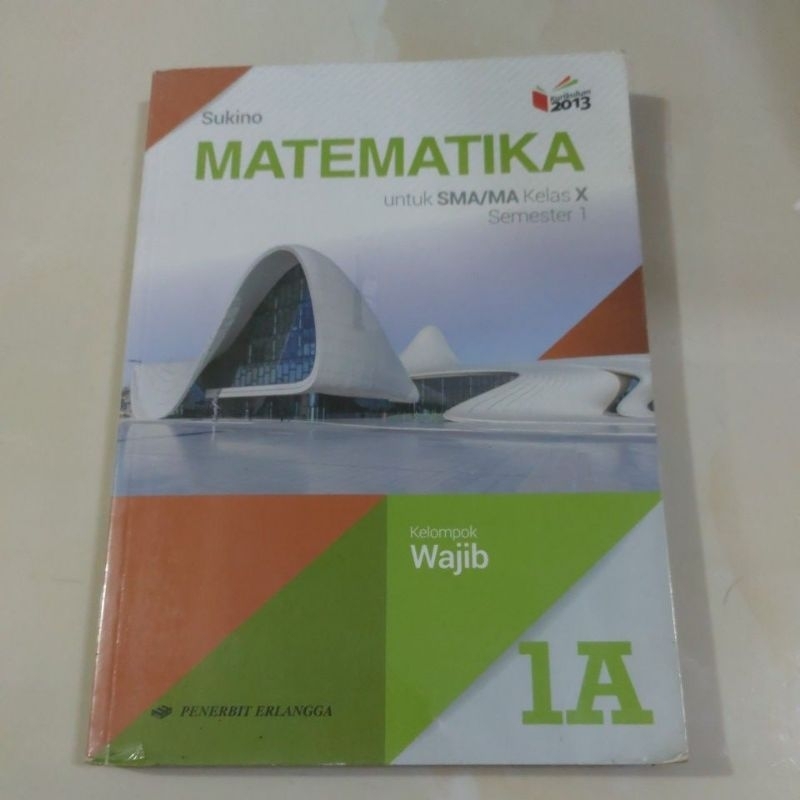 Sukino
Kurikulum
2013
MATEMATIKA
untuk SMA/MA Kelas X
Semester 1
Kelompok
Wajib
1A
PENERBIT ERLANGGA